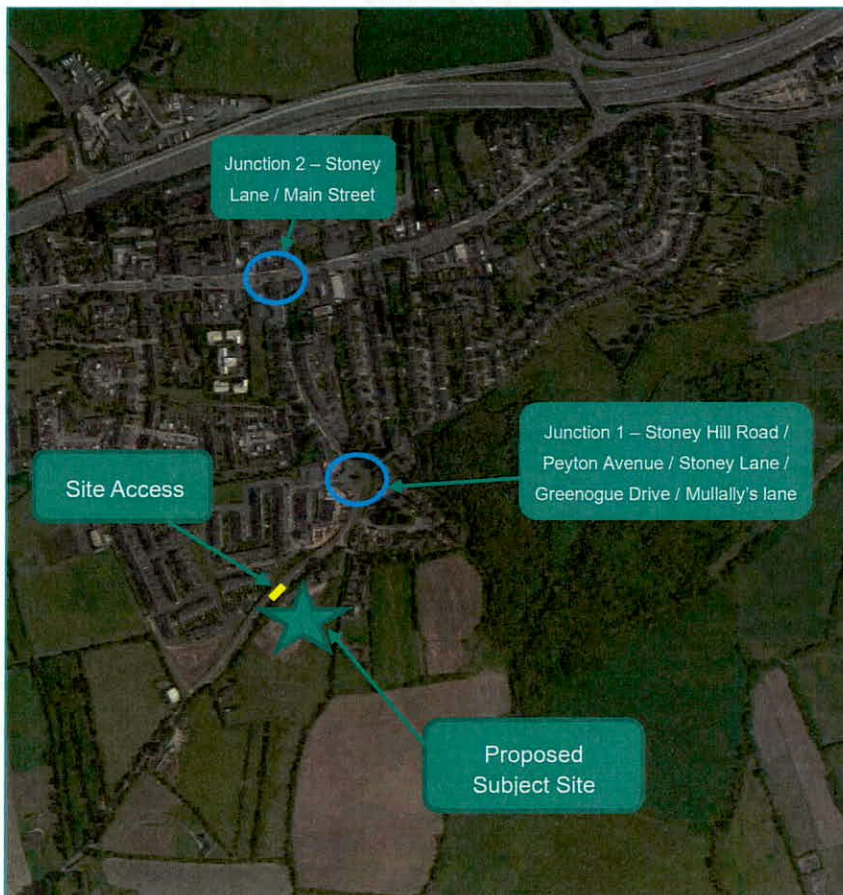 Junction 2 – Stoney
Lane / Main Street
Junction 1 – Stoney Hill Road /
Peyton Avenue / Stoney Lane /
Greenogue Drive / Mullally's lane
Site Access
Proposed
Subject Site